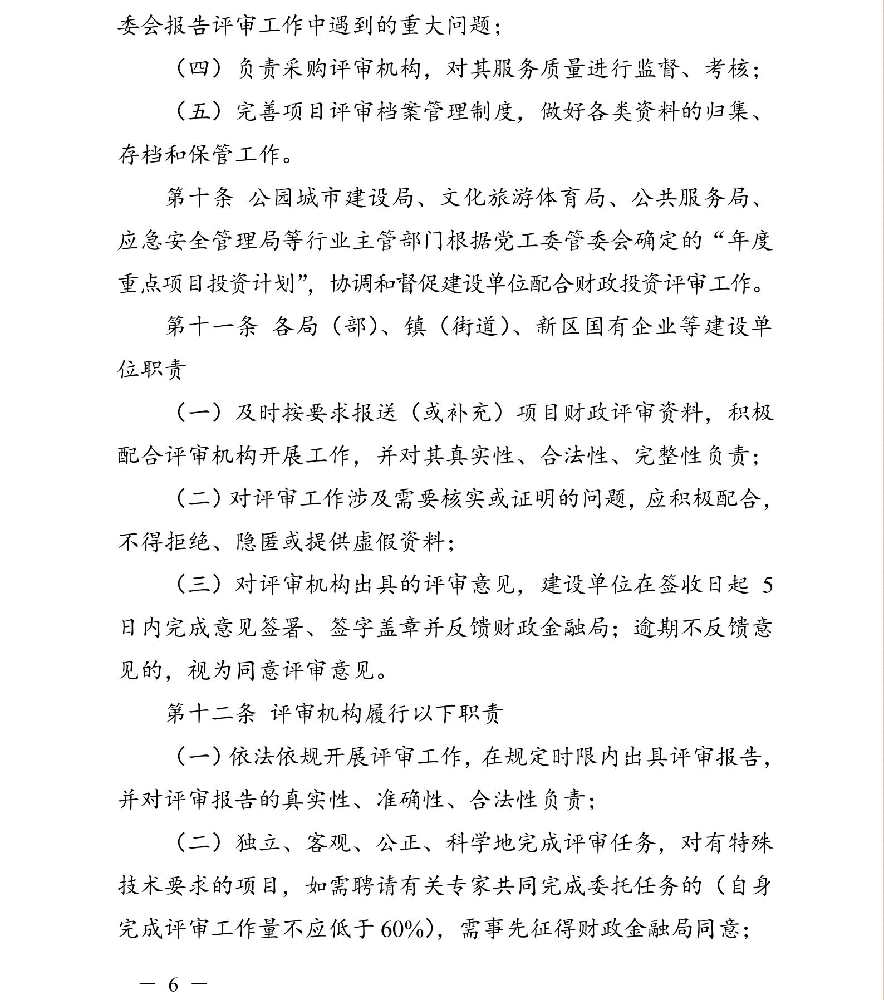 委会报告评审工作中遇到的重大问题；
（四）负责采购评审机构，对其服务质量进行监督、考核；
（五）完善项目评审档案管理制度，做好各类资料的归集、
存档和保管工作。
第十条 公园城市建设局、文化旅游体育局、公共服务局、
应急安全管理局等行业主管部门根据党工委管委会确定的“年度
重点项目投资计划”，协调和督促建设单位配合财政投资评审工作。
第十一条 各局（部）、镇（街道）、新区国有企业等建设单
位职责
（一）及时按要求报送（或补充）项目财政评审资料，积极
配合评审机构开展工作，并对其真实性、合法性、完整性负责；
（二）对评审工作涉及需要核实或证明的问题，应积极配合，
不得拒绝、隐匿或提供虚假资料；
（三）对评审机构出具的评审意见，建设单位在签收日起 5
日内完成意见签署、签字盖章并反馈财政金融局；逾期不反馈意
见的，视为同意评审意见。
第十二条 评审机构履行以下职责
（一）依法依规开展评审工作，在规定时限内出具评审报告，
并对评审报告的真实性、准确性、合法性负责；
（二）独立、客观、公正、科学地完成评审任务，对有特殊
技术要求的项目，如需聘请有关专家共同完成委托任务的（自身
完成评审工作量不应低于 60%），需事先征得财政金融局同意；
— 6 —